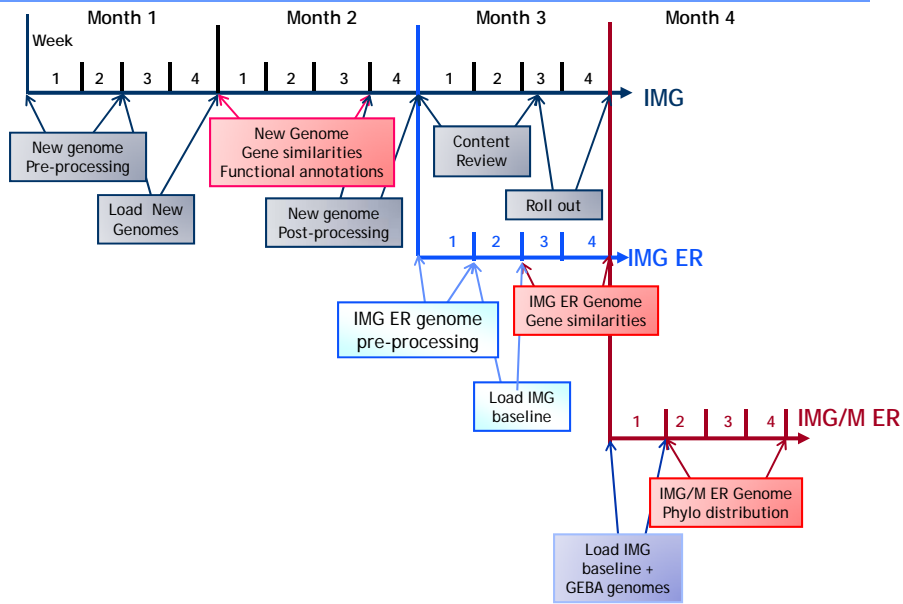 Month 1 Month 2 Month 3 Month 4
Week
1 2 3 4 1 2 3 4 1 2 3 4
IMG
New genome
Pre-processing
Load New
Genomes
New Genome
Gene similarities
Functional annotations
New genome
Post-processing
Content
Review
Roll out
1 2 3 4
IMG ER
IMG ER genome
pre-processing
Load IMG
baseline
IMG ER Genome
Gene similarities
1 2 3 4
IMG/M ER
IMG/M ER Genome
Phylo distribution
Load IMG
baseline +
GEBA genomes